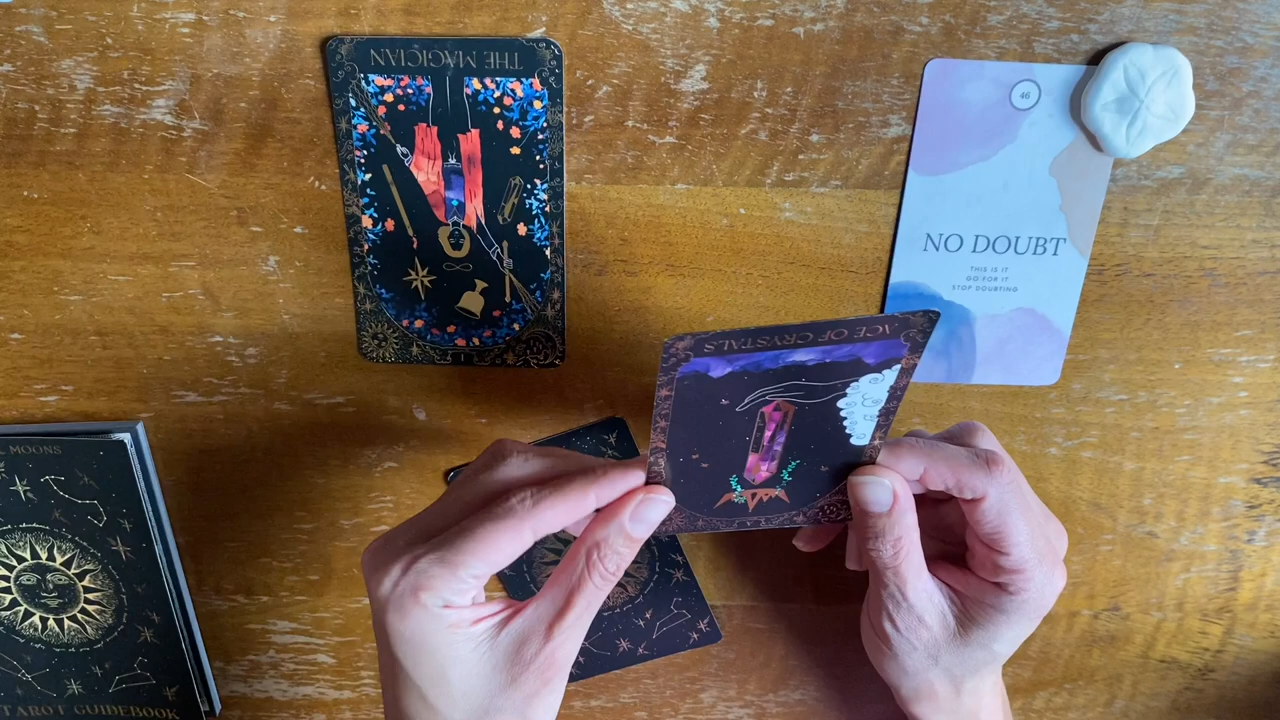 THE MAGICIAN
46
NO DOUBT
THIS IS IT
GO FOR IT
STOP DOUBTING
ACE OF CRYSTALS
MOONS
TAROT GUIDEBOOK